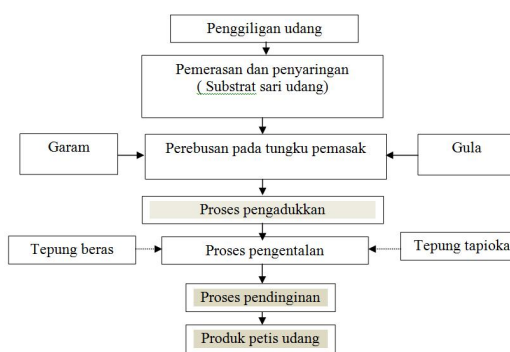 Penggiligan udang
Pemerasan dan penyaringan
( Substrat sari udang)
Garam
Perebusan pada tungku pemasak
Gula
Proses pengadukkan
Tepung beras
Proses pengentalan
Tepung tapioka
Proses pendinginan
Produk petis udang